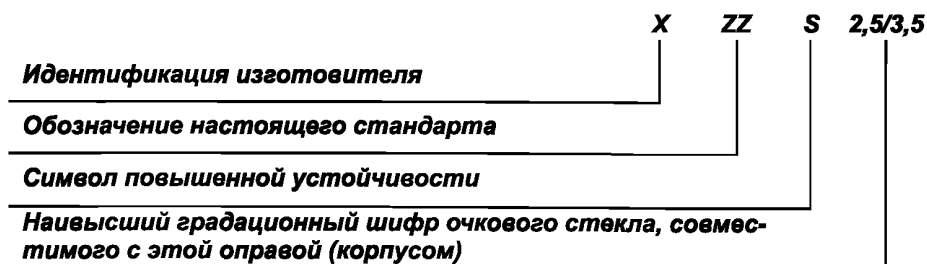 X ZZ S 2,5/3,5
Идентификация изготовителя
Обозначение настоящего стандарта
Символ повышенной устойчивости
Наивысший градационный шифр очкового стекла, совмес-
тимого с этой оправой (корпусом)